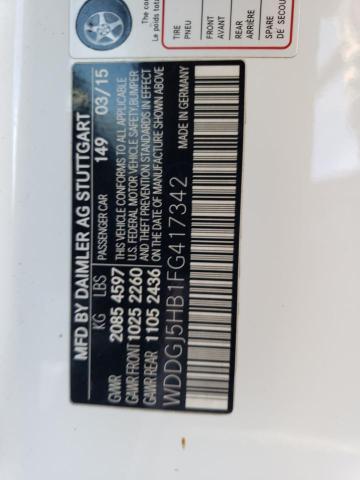 MFD BY DAIMLER AG STUTTGART
PASSENGER CAR 149 03/15
KG LBS
GVWR 2085 4597
GAWR FRONT 1025 2260
GAWR REAR 1105 2436
THIS VEHICLE CONFORMS TO ALL APPLICABLE
U.S. FEDERAL MOTOR VEHICLE SAFETY, BUMPER
AND THEFT PREVENTION STANDARDS IN EFFECT
ON THE DATE OF MANUFACTURE SHOWN ABOVE
WDDGJ5HB1FG417342 MADE IN GERMANY
TIRE
PNEU
FRONT
AVANT
REAR
ARRIÈRE
SPARE
DE SECOU
Le poids total